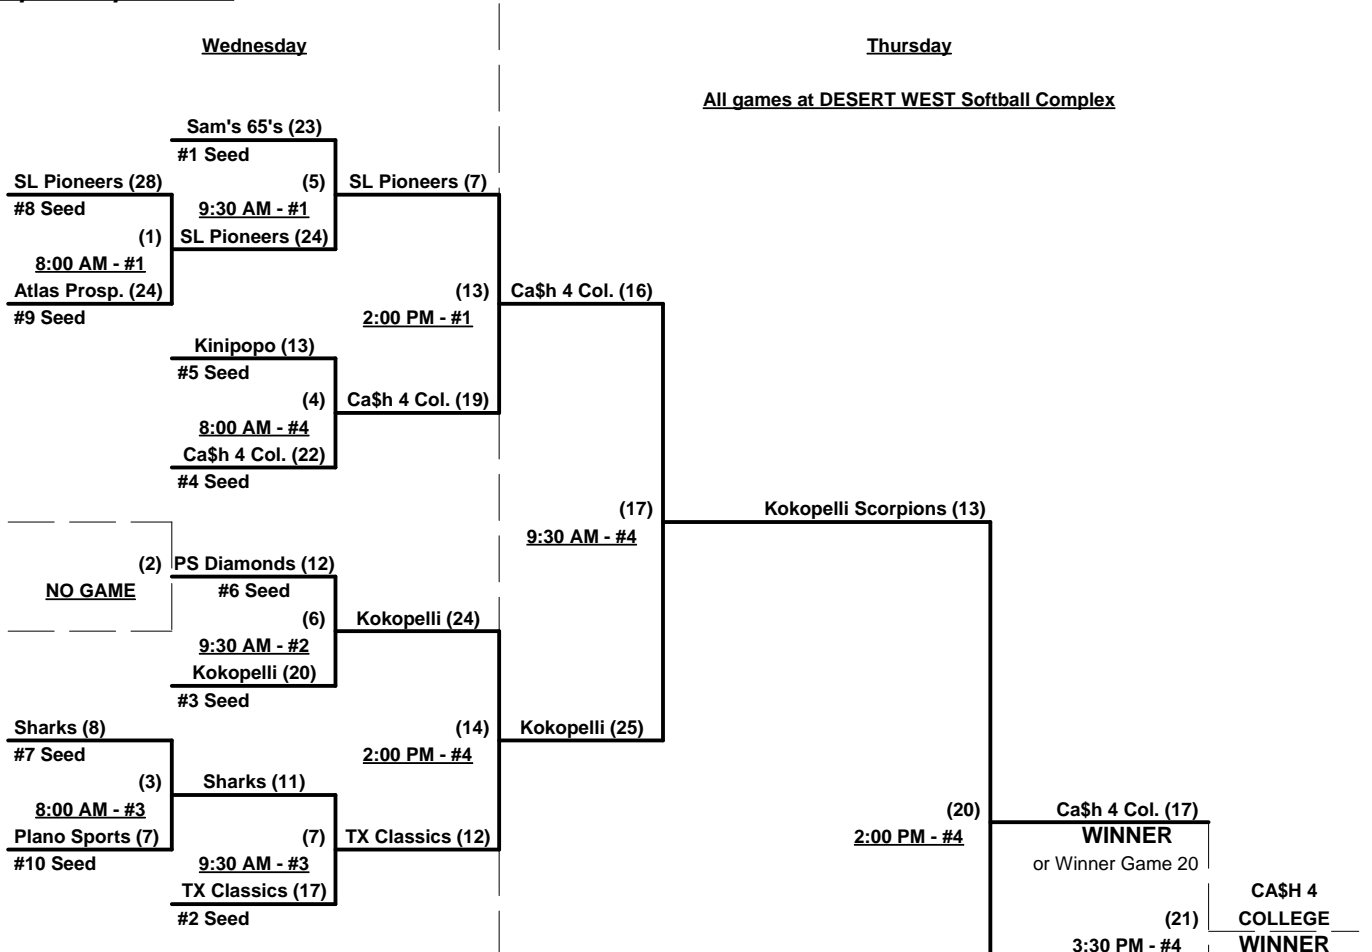 Wednesday
Thursday
All games at DESERT WEST Softball Complex
Sam's 65's (23)
#1 Seed
SL Pioneers (28)
(5)
SL Pioneers (7)
#8 Seed
9:30 AM - #1
(1)
SL Pioneers (24)
8:00 AM - #1
Atlas Prosp. (24)
(13)
Ca$h 4 Col. (16)
#9 Seed
2:00 PM - #1
Kinipopo (13)
#5 Seed
(4)
Ca$h 4 Col. (19)
8:00 AM - #4
Ca$h 4 Col. (22)
#4 Seed
(17)
Kokopelli Scorpions (13)
9:30 AM - #4
(2)
PS Diamonds (12)
NO GAME
#6 Seed
(6)
Kokopelli (24)
9:30 AM - #2
Kokopelli (20)
#3 Seed
Sharks (8)
(14)
Kokopelli (25)
#7 Seed
2:00 PM - #4
(3)
Sharks (11)
8:00 AM - #3
(20)
Ca$h 4 Col. (17)
Plano Sports (7)
(7)
TX Classics (12)
2:00 PM - #4
WINNER
#10 Seed
9:30 AM - #3
or Winner Game 20
TX Classics (17)
CA$H 4
#2 Seed
(21)
COLLEGE
3:30 PM - #4
WINNER